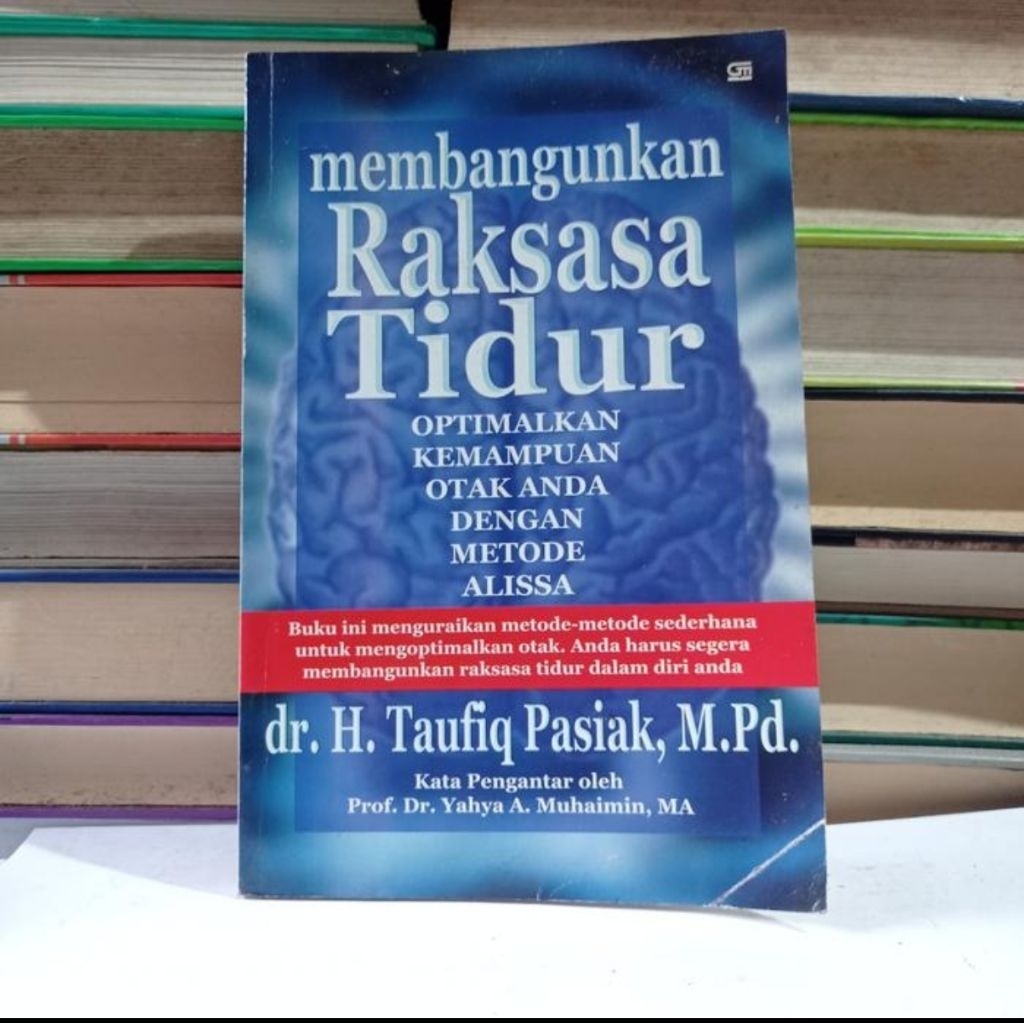 membangunkan
Raksasa
Tidur
OPTIMALKAN
KEMAMPUAN
OTAK ANDA
DENGAN
METODE
ALISSA
Buku ini menguraikan metode-metode sederhana
untuk mengoptimalkan otak. Anda harus segera
membangunkan raksasa tidur dalam diri anda
dr. H. Taufiq Pasiak, M.Pd.
Kata Pengantar oleh
Prof. Dr. Yahya A. Muhaimin, MA